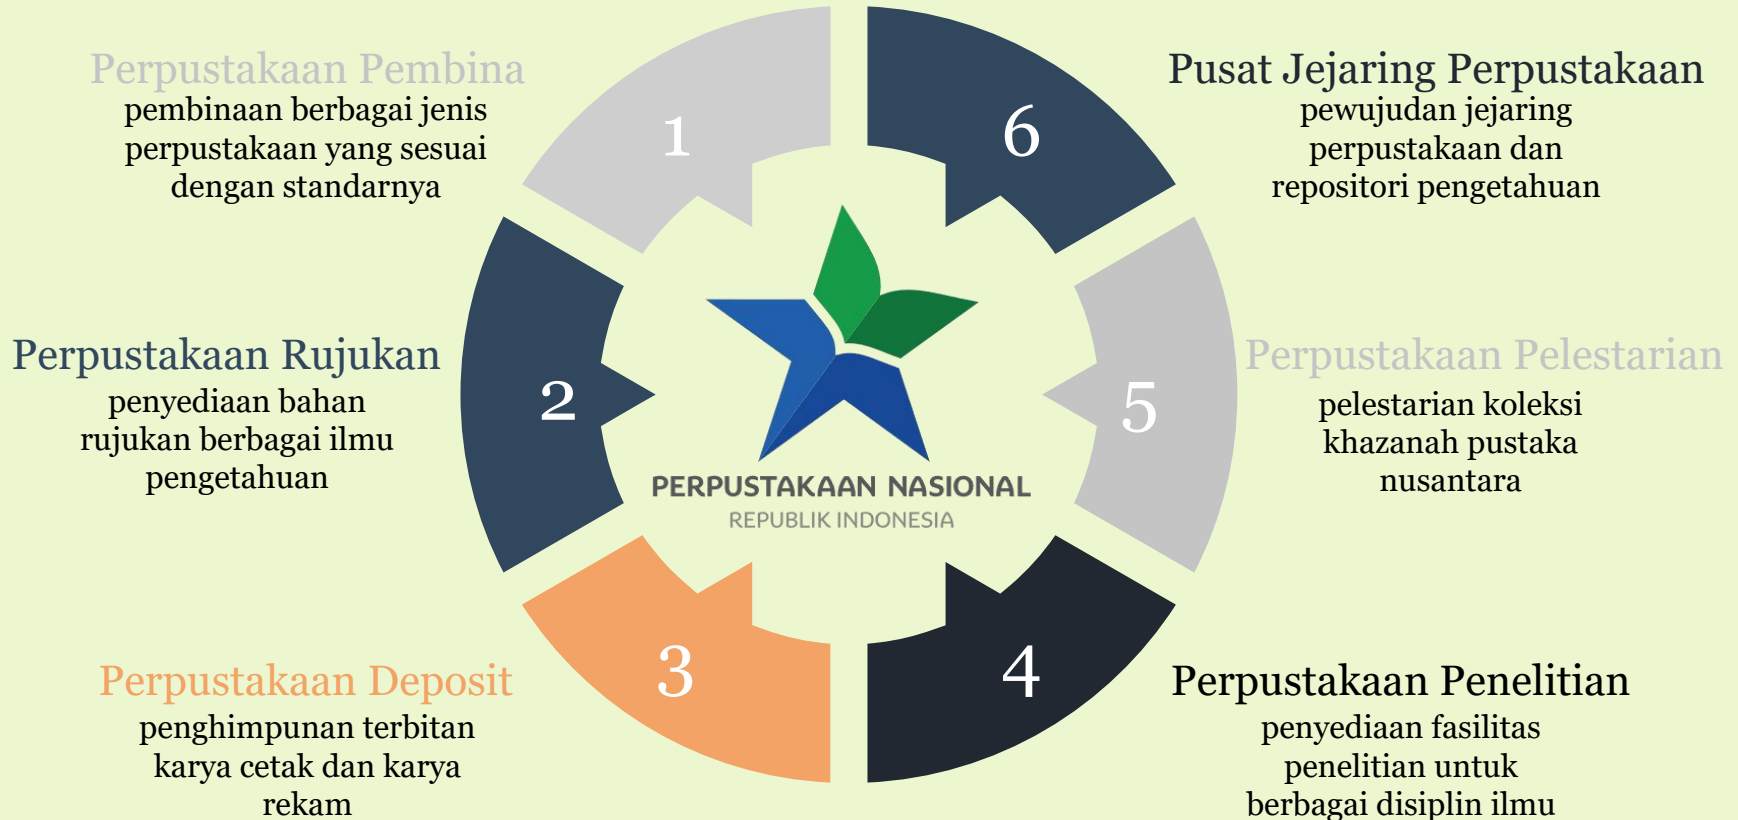 Perpustakaan Pembina
pembinaan berbagai jenis
perpustakaan yang sesuai
dengan standarnya
1
Perpustakaan Rujukan
penyediaan bahan
rujukan berbagai ilmu
pengetahuan
2
Perpustakaan Deposit
penghimpunan terbitan
karya cetak dan karya
rekam
3
PERPUSTAKAAN NASIONAL
REPUBLIK INDONESIA
4
Perpustakaan Penelitian
penyediaan fasilitas
penelitian untuk
berbagai disiplin ilmu
5
Perpustakaan Pelestarian
pelestarian koleksi
khazanah pustaka
nusantara
6
Pusat Jejaring Perpustakaan
pewujudan jejaring
perpustakaan dan
repositori pengetahuan